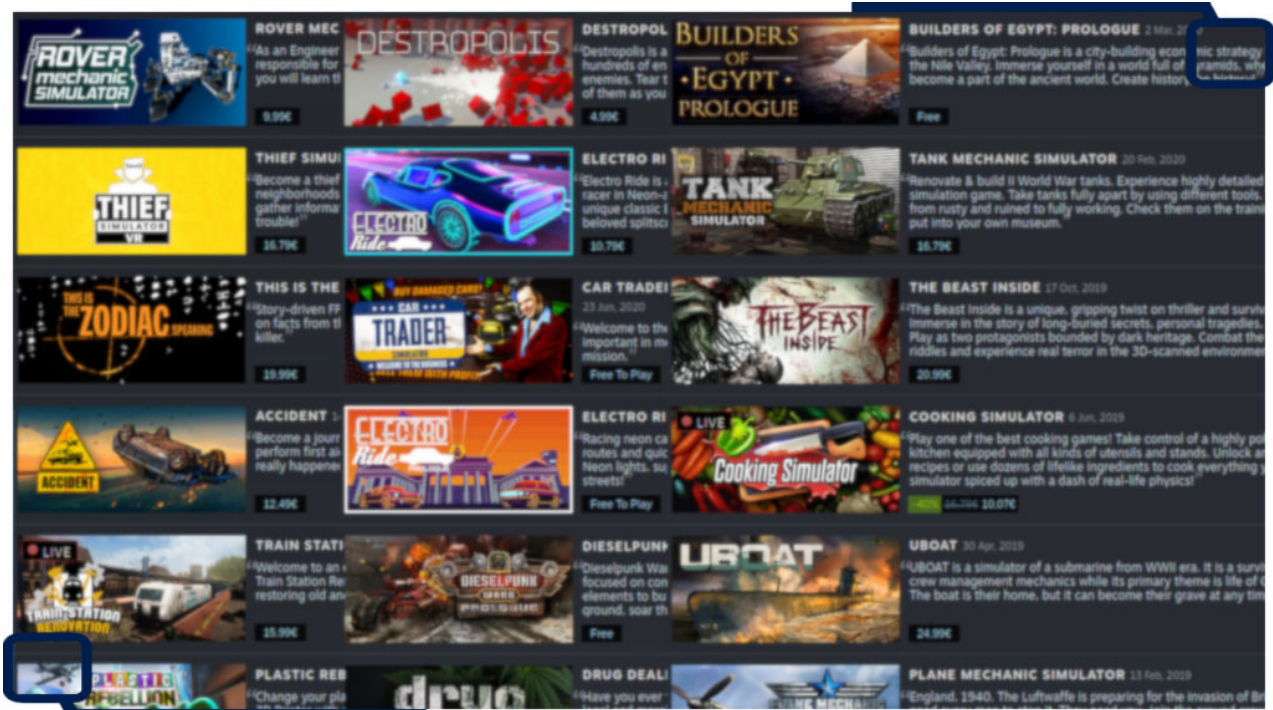 ROVER
mechanic
SIMULATOR
ROVER MEC
As an Engineer
responsible for
you will learn t
9.99€
DESTROPOLIS
DESTROPOL
Destropolis is a
hundreds of en
enemies. Tear t
of them as you
4.99€
BUILDERS
OF
·EGYPT·
PROLOGUE
BUILDERS OF EGYPT: PROLOGUE 2 Mar,
"Builders of Egypt: Prologue is a city-building economic strategy
the Nile Valley. Immerse yourself in a world full of pyramids, whe
become a part of the ancient world. Create history,
Free
THIEF
SIMULATOR
VR
THIEF SIMU
"Become a thief
neighborhoods
gather informa
trouble!"
16.79€
ELECTRO
Ride
ELECTRO RI
"Electro Ride is
racer in Neon-
unique classic
beloved splitsc
10.79€
TANK
MECHANIC
SIMULATOR
TANK MECHANIC SIMULATOR 20 Feb, 2020
"Renovate & build II World War tanks. Experience highly detailed
simulation game. Take tanks fully apart by using different tools.
from rusty and ruined to fully working. Check them on the traini
put into your own museum.
16.79€
THIS IS
THE ZODIAC SPEAKING
THIS IS THE
"Story-driven F
on facts from t
killer."
19.99€
BUY DAMAGED CARS!
CAR
TRADER
SIMULATOR
WELCOME TO THE BUSINESS
WITH PROFIT
CAR TRADE
23 Jun, 2020
"Welcome to the
important in m
mission."
Free To Play
THE BEAST
INSIDE
THE BEAST INSIDE 17 Oct, 2019
"The Beast Inside is a unique, gripping twist on thriller and surviv
Immerse in the story of long-buried secrets, personal tragedies,
Play as two protagonists bounded by dark heritage. Combat the
riddles and experience real terror in the 3D-scanned environmen
20.99€
ACCIDENT
ACCIDENT
"Become a jour
perform first ai
really happene
12.49€
ELECTRO
Ride
PROLOGUE
ELECTRO RI
"Racing neon ca
routes and quic
Neon lights, su
streets!"
Free To Play
LIVE
Cooking Simulator
COOKING SIMULATOR 6 Jun, 2019
"Play one of the best cooking games! Take control of a highly pol
kitchen equipped with all kinds of utensils and stands. Unlock an
recipes or use dozens of lifelike ingredients to cook everything y
simulator spiced up with a dash of real-life physics!"
-40% 16.79€ 10.07€
LIVE
TRAIN STATION
RENOVATION
TRAIN STATI
"Welcome to an
Train Station Re
restoring old an
15.99€
DIESELPUNK
WARS
PROLOGUE
DIESELPUNK
"Dieselpunk Wa
focused on con
elements to bu
ground, soar th
Free
UBOAT
UBOAT 30 Apr, 2019
"UBOAT is a simulator of a submarine from WWII era. It is a survi
crew management mechanics while its primary theme is life of G
The boat is their home, but it can become their grave at any tim
24.99€
PLASTIC
REBELLION
PLASTIC REB
"Change your pla
drug
DRUG DEALI
"Have you ever
PLANE MECHANIC SIMULATOR 13 Feb, 2019
"England, 1940. The Luftwaffe is preparing for the invasion of Bri